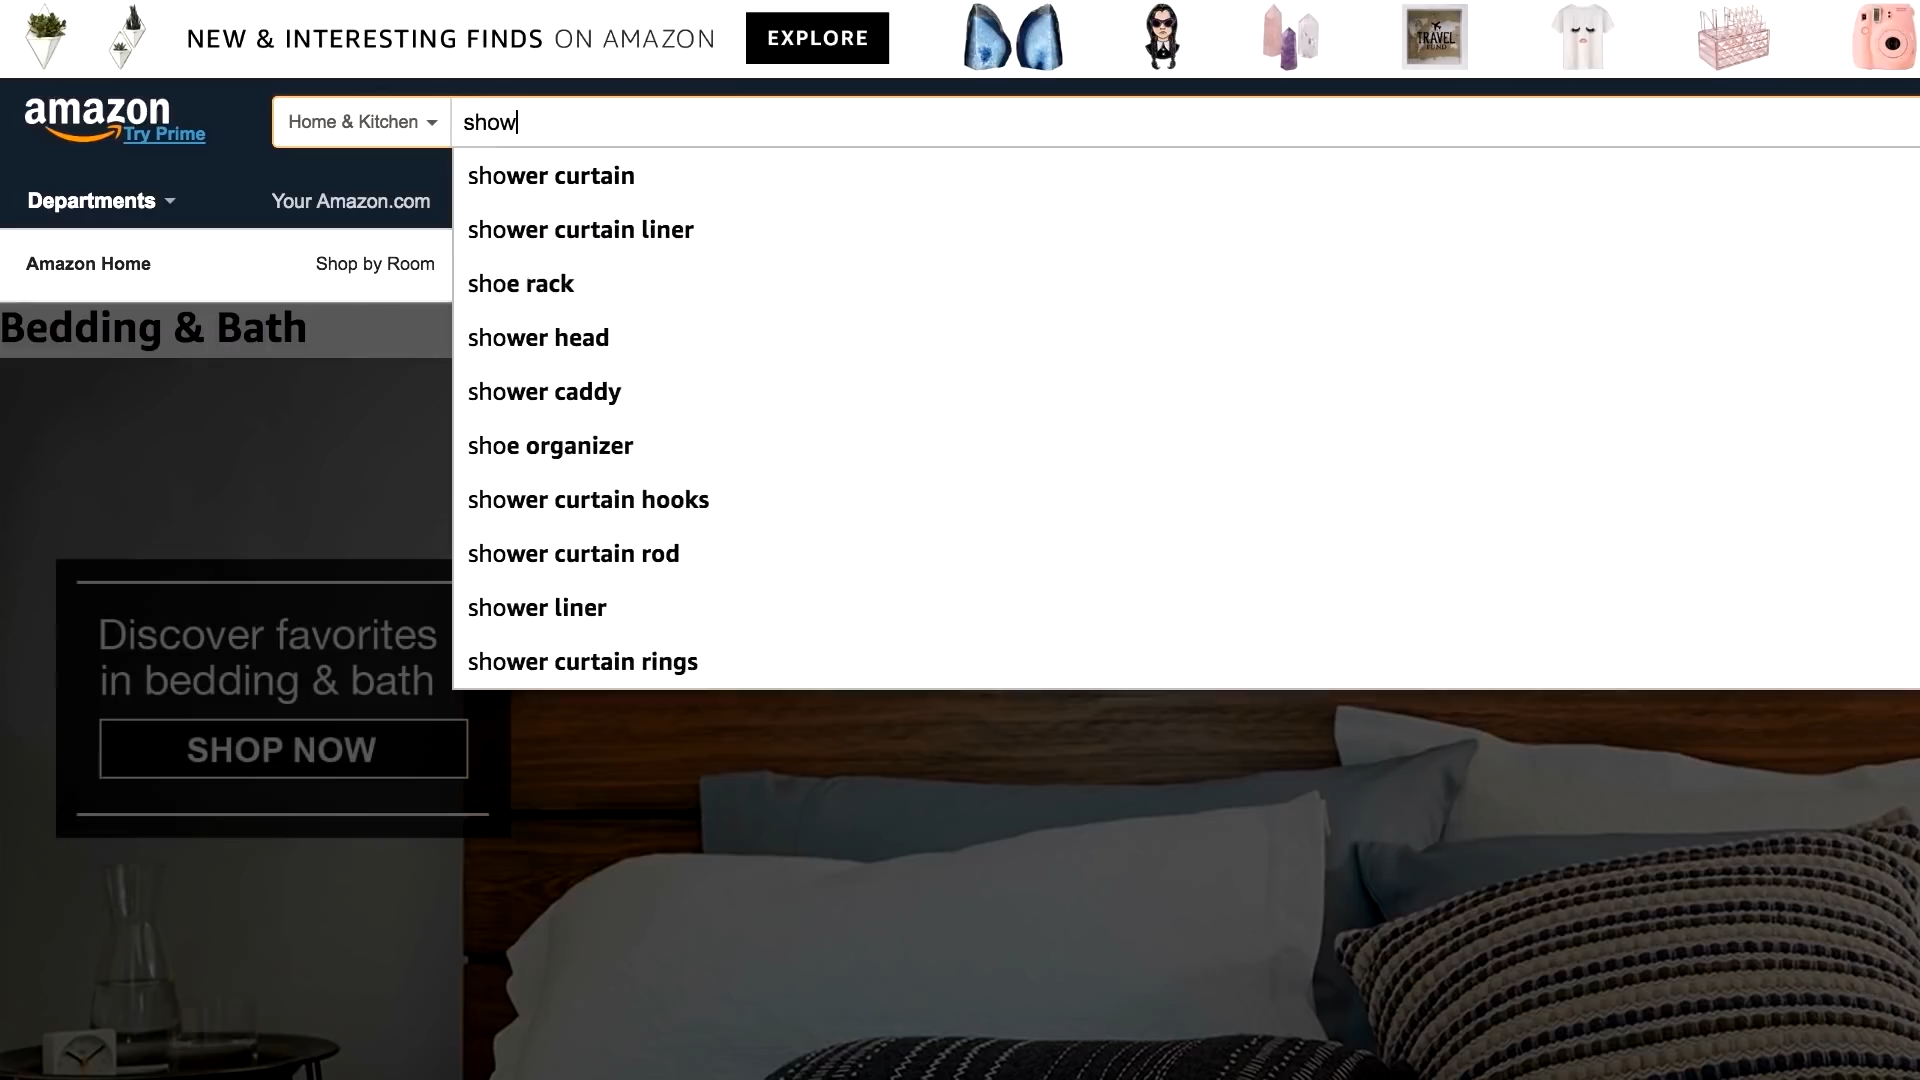 NEW & INTERESTING FINDS ON AMAZON EXPLORE
TRAVEL
FUND
amazon
Try Prime
Home & Kitchen
show
Departments
Your Amazon.com
Amazon Home
Shop by Room
Bedding & Bath
shower curtain
shower curtain liner
shoe rack
shower head
shower caddy
shoe organizer
shower curtain hooks
shower curtain rod
shower liner
shower curtain rings
Discover favorites
in bedding & bath
SHOP NOW